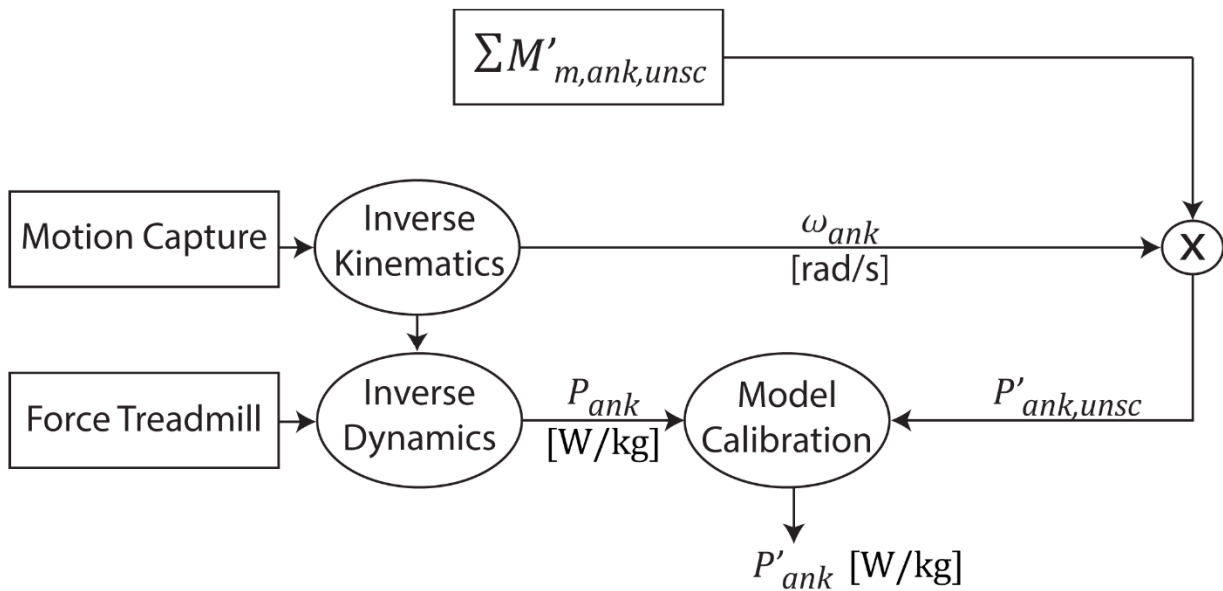 ∑M’m,ank,unsc
Motion Capture
Inverse
Kinematics
ωank
[rad/s]
X
Force Treadmill
Inverse
Dynamics
Pank
[W/kg]
Model
Calibration
P’ank,unsc
P’ank [W/kg]